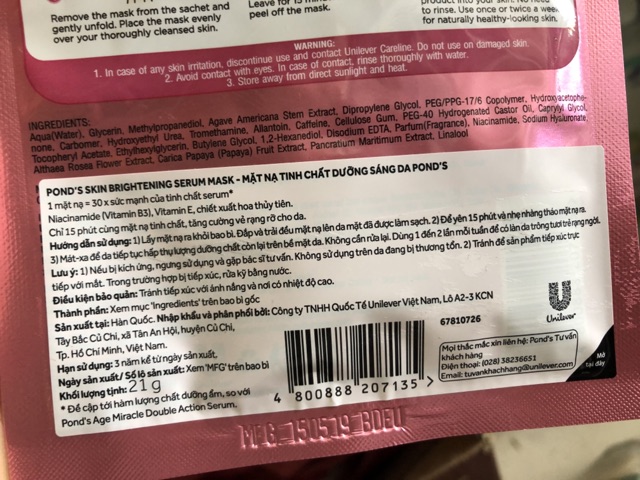 Remove the mask from the sachet and
gently unfold. Place the mask evenly
over your thoroughly cleansed skin.
Leave for 15 minutes
peel off the mask.
product into your skin. No need
to rinse. Use once or twice a week
for naturally healthy-looking skin.
WARNING:
1. In case of any skin irritation, discontinue use and contact Unilever Careline. Do not use on damaged skin.
2. Avoid contact with eyes. In case of contact, rinse thoroughly with water.
3. Store away from direct sunlight and heat.
INGREDIENTS:
Aqua(Water), Glycerin, Methylpropanediol, Agave Americana Stem Extract, Dipropylene Glycol, PEG/PPG-17/6 Copolymer, Hydroxyacetophe-
none, Carbomer, Hydroxyethyl Urea, Tromethamine, Allantoin, Caffeine, Cellulose Gum, PEG-40 Hydrogenated Castor Oil, Caprylyl Glycol,
Tocopheryl Acetate, Ethylhexylglycerin, Butylene Glycol, 1,2-Hexanediol, Disodium EDTA, Parfum(Fragrance), Niacinamide, Sodium Hyaluronate,
Althaea Rosea Flower Extract, Carica Papaya (Papaya) Fruit Extract, Pancratium Maritimum Extract, Linalool
POND'S SKIN BRIGHTENING SERUM MASK - MẶT NẠ TINH CHẤT DƯỠNG SÁNG DA POND'S
1 mặt nạ = 30 x sức mạnh của tinh chất serum*
Niacinamide (Vitamin B3), Vitamin E, chiết xuất hoa thủy tiên.
Chỉ 15 phút cùng mặt nạ tinh chất, tăng cường vẻ rạng rỡ cho da.
Hướng dẫn sử dụng: 1) Lấy mặt nạ ra khỏi bao bì. Đắp và trải đều mặt nạ lên da mặt đã được làm sạch. 2) Để yên 15 phút và nhẹ nhàng tháo mặt nạ ra.
3) Mát-xa để da tiếp tục hấp thụ lượng dưỡng chất còn lại trên bề mặt da. Không cần rửa lại. Dùng 1 đến 2 lần mỗi tuần để có làn da trông tươi trẻ rạng ngời.
Lưu ý: 1) Nếu bị kích ứng, ngưng sử dụng và gặp bác sĩ tư vấn. Không sử dụng trên da đang bị thương tổn. 2) Tránh để sản phẩm tiếp xúc trực
tiếp với mắt. Trong trường hợp bị tiếp xúc, rửa kỹ bằng nước.
Điều kiện bảo quản: Tránh tiếp xúc với ánh nắng và nơi có nhiệt độ cao.
Thành phần: Xem mục 'Ingredients' trên bao bì gốc
Sản xuất tại: Hàn Quốc. Nhập khẩu và phân phối bởi: Công ty TNHH Quốc Tế Unilever Việt Nam, Lô A2-3 KCN
Tây Bắc Củ Chi, xã Tân An Hội, huyện Củ Chi,
Tp. Hồ Chí Minh, Việt Nam.
Hạn sử dụng: 3 năm kể từ ngày sản xuất.
Ngày sản xuất/ Số lô sản xuất: Xem 'MFG' trên bao bì
Khối lượng tịnh: 21 g
* Đề cập tới hàm lượng chất dưỡng ẩm, so với
Pond's Age Miracle Double Action Serum.
4 800888 207135 >
67810726
Unilever
Mọi thắc mắc xin liên hệ: Pond's Tư vấn
khách hàng
Điện thoại: (028) 38236651
Email: tuvankhachhang@unilever.com
Mở
tại đây
MFG 150519 BDEU